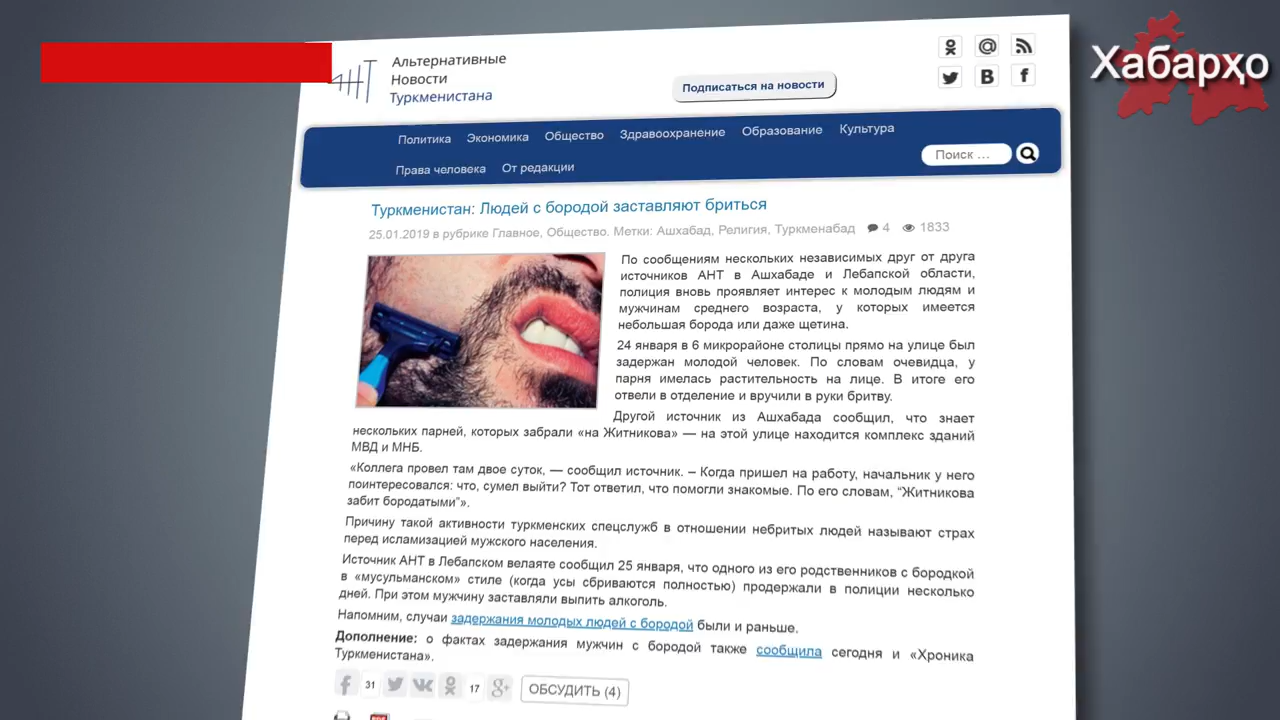 Хабарҳо
Альтернативные
Новости
Туркменистана
Подписаться на новости
Политика Экономика Общество Здравоохранение Образование Культура
Права человека От редакции
Поиск …
Туркменистан: Людей с бородой заставляют бриться
25.01.2019 в рубрике Главное, Общество. Метки: Ашхабад, Религия, Туркменабад 4 1833
По сообщениям нескольких независимых друг от друга
источников АНТ в Ашхабаде и Лебапской области,
полиция вновь проявляет интерес к молодым людям и
мужчинам среднего возраста, у которых имеется
небольшая борода или даже щетина.
24 января в 6 микрорайоне столицы прямо на улице был
задержан молодой человек. По словам очевидца, у
парня имелась растительность на лице. В итоге его
отвели в отделение и вручили в руки бритву.
Другой источник из Ашхабада сообщил, что знает
нескольких парней, которых забрали «на Житникова» — на этой улице находится комплекс зданий
МВД и МНБ.
«Коллега провел там двое суток, — сообщил источник. – Когда пришел на работу, начальник у него
поинтересовался: что, сумел выйти? Тот ответил, что помогли знакомые. По его словам, “Житникова
забит бородатыми”».
Причину такой активности туркменских спецслужб в отношении небритых людей называют страх
перед исламизацией мужского населения.
Источник АНТ в Лебапском велаяте сообщил 25 января, что одного из его родственников с бородкой
в «мусульманском» стиле (когда усы сбриваются полностью) продержали в полиции несколько
дней. При этом мужчину заставляли выпить алкоголь.
Напомним, случаи задержания молодых людей с бородой были и раньше.
Дополнение: о фактах задержания мужчин с бородой также сообщила сегодня и «Хроника
Туркменистана».
31 17 g+ ОБСУДИТЬ (4)